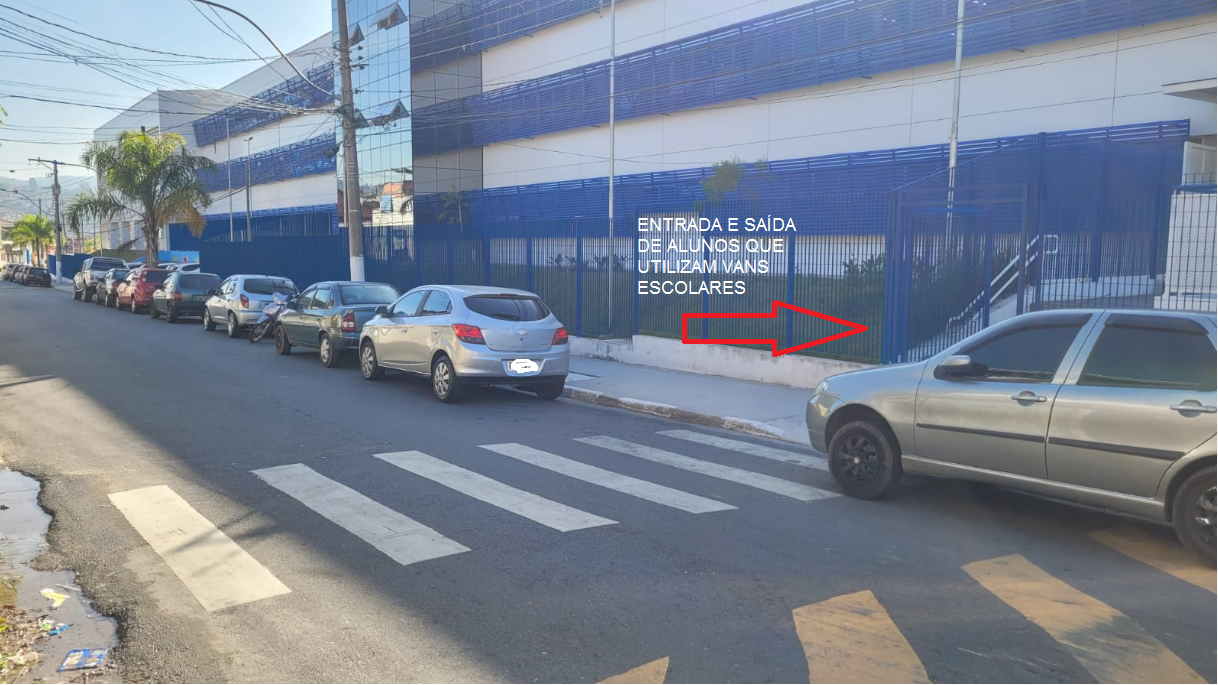 ENTRADA E SAÍDA
DE ALUNOS QUE
UTILIZAM VANS
ESCOLARES